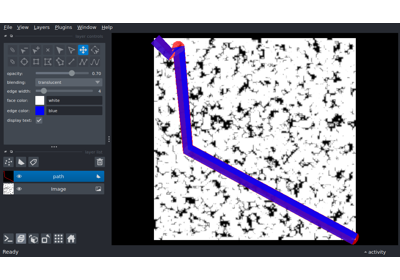 File View Layers Plugins Window Help
opacity: 0.70
blending: translucent
edge width:
face color: white
edge color: blue
display text:
path
Image
Ready
activity